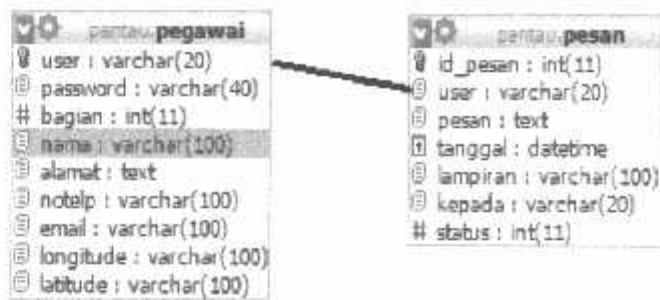 pantau pegawai
user : varchar(20)
password : varchar(40)
# bagian : int(11)
nama : varchar(100)
alamat : text
notelp : varchar(100)
email : varchar(100)
longitude : varchar(100)
latitude : varchar(100)
pantau pesan
id_pesan : int(11)
user : varchar(20)
pesan : text
tanggal : datetime
lampiran : varchar(100)
kepada : varchar(20)
# status : int(11)